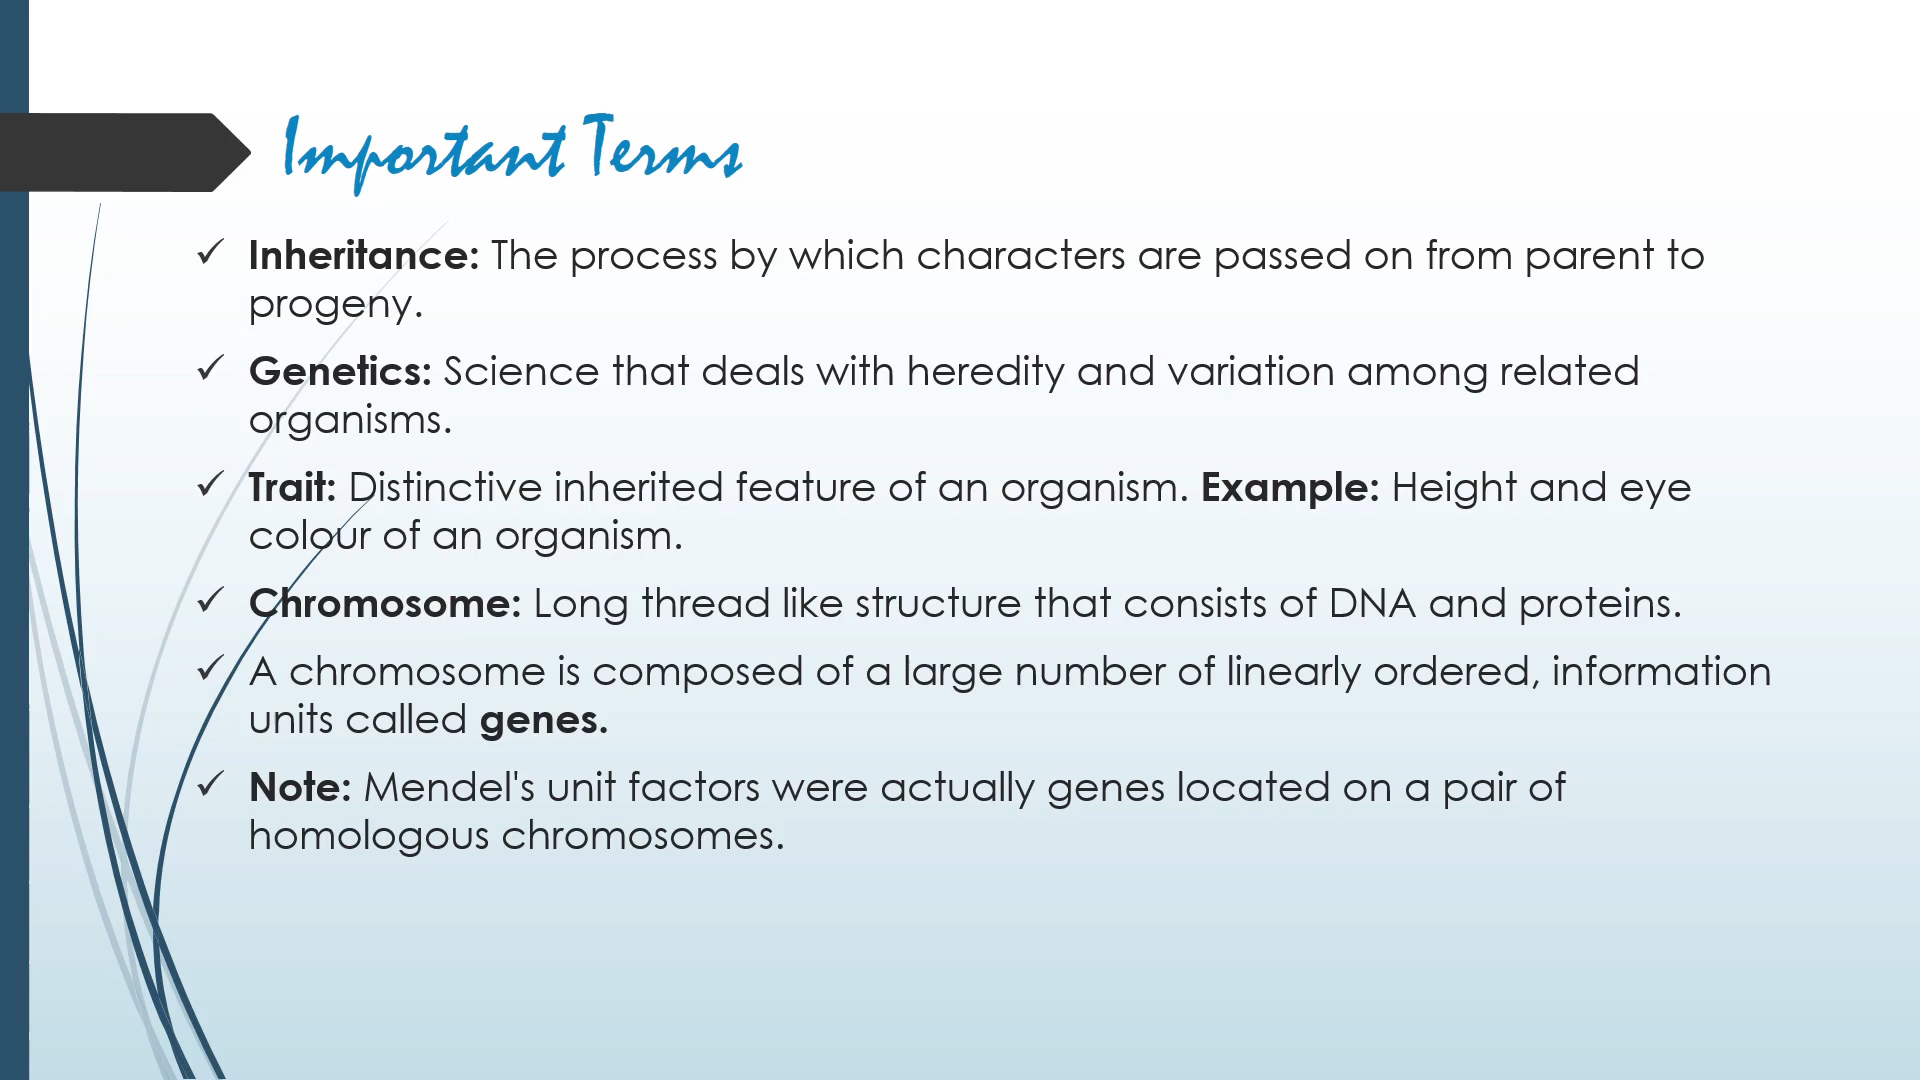 Important Terms
✓ Inheritance: The process by which characters are passed on from parent to
progeny.
✓ Genetics: Science that deals with heredity and variation among related
organisms.
✓ Trait: Distinctive inherited feature of an organism. Example: Height and eye
colour of an organism.
✓ Chromosome: Long thread like structure that consists of DNA and proteins.
✓ A chromosome is composed of a large number of linearly ordered, information
units called genes.
✓ Note: Mendel's unit factors were actually genes located on a pair of
homologous chromosomes.